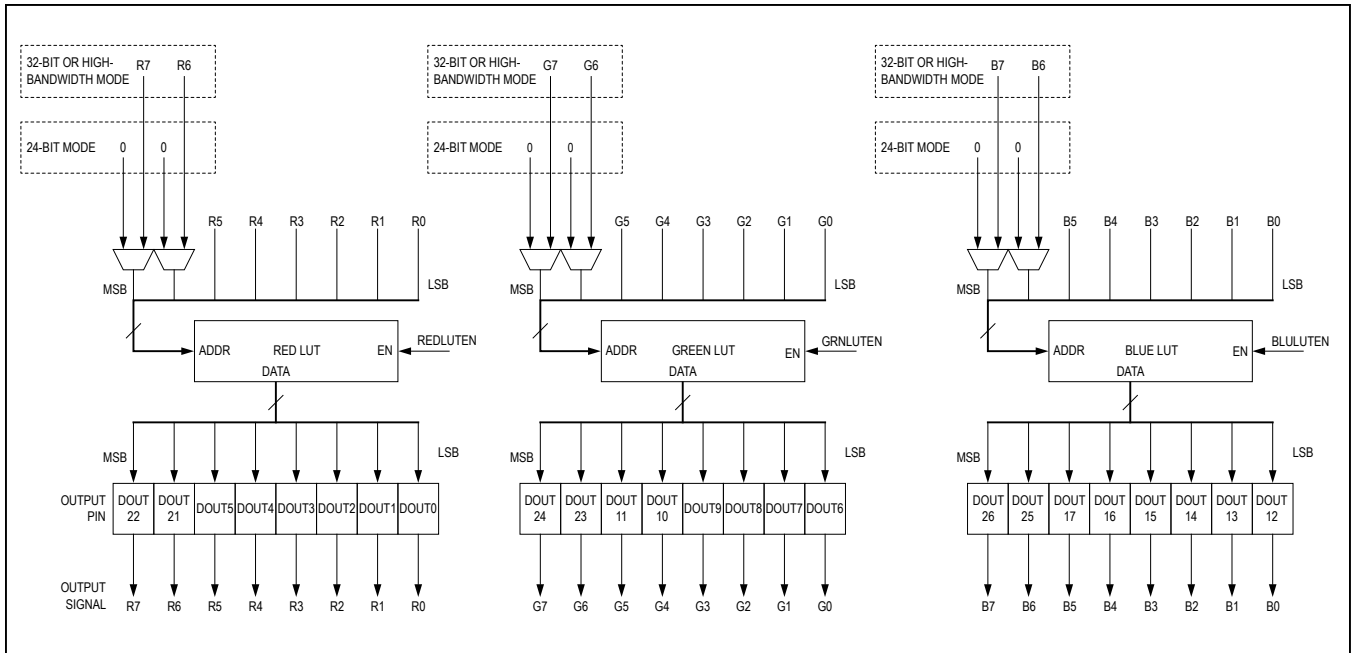 32-BIT OR HIGH-
BANDWIDTH MODE R7 R6
24-BIT MODE 0 0
R5 R4 R3 R2 R1 R0
MSB LSB
ADDR RED LUT EN REDLUTEN
DATA
MSB LSB
OUTPUT
PIN
DOUT
22
DOUT
21
DOUT5 DOUT4 DOUT3 DOUT2 DOUT1 DOUT0
OUTPUT
SIGNAL R7 R6 R5 R4 R3 R2 R1 R0
32-BIT OR HIGH-
BANDWIDTH MODE G7 G6
24-BIT MODE 0 0
G5 G4 G3 G2 G1 G0
MSB LSB
ADDR GREEN LUT EN GRNLUTEN
DATA
MSB LSB
DOUT
24
DOUT
23
DOUT
11
DOUT
10
DOUT9 DOUT8 DOUT7 DOUT6
G7 G6 G5 G4 G3 G2 G1 G0
32-BIT OR HIGH-
BANDWIDTH MODE B7 B6
24-BIT MODE 0 0
B5 B4 B3 B2 B1 B0
MSB LSB
ADDR BLUE LUT EN BLULUTEN
DATA
MSB LSB
DOUT
26
DOUT
25
DOUT
17
DOUT
16
DOUT
15
DOUT
14
DOUT
13
DOUT
12
B7 B6 B5 B4 B3 B2 B1 B0